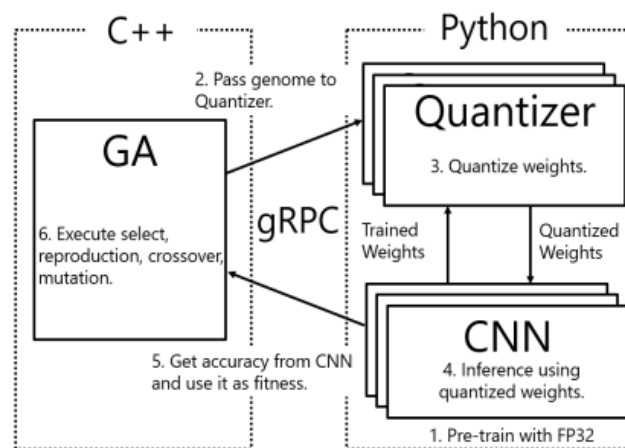 C++
Python
2. Pass genome to
Quantizer.
Quantizer
3. Quantize weights.
GA
6. Execute select,
reproduction, crossover,
mutation.
gRPC
Trained
Weights
Quantized
Weights
5. Get accuracy from CNN
and use it as fitness.
CNN
4. Inference using
quantized weights.
1. Pre-train with FP32